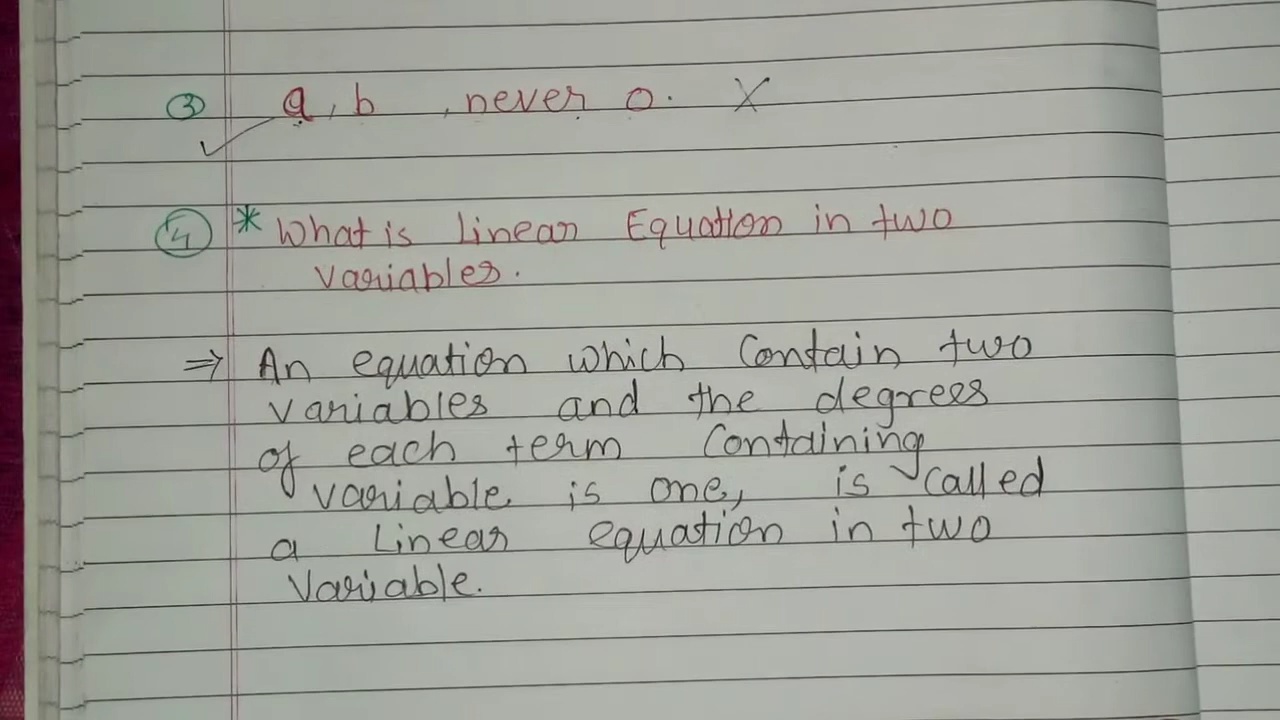 ③ a, b , never 0. X
④ * What is Linear Equation in two
variables.
⇒ An equation which Contain two
variables and the degrees
of each term Containing
variable is one, is called
a Linear equation in two
Variable.